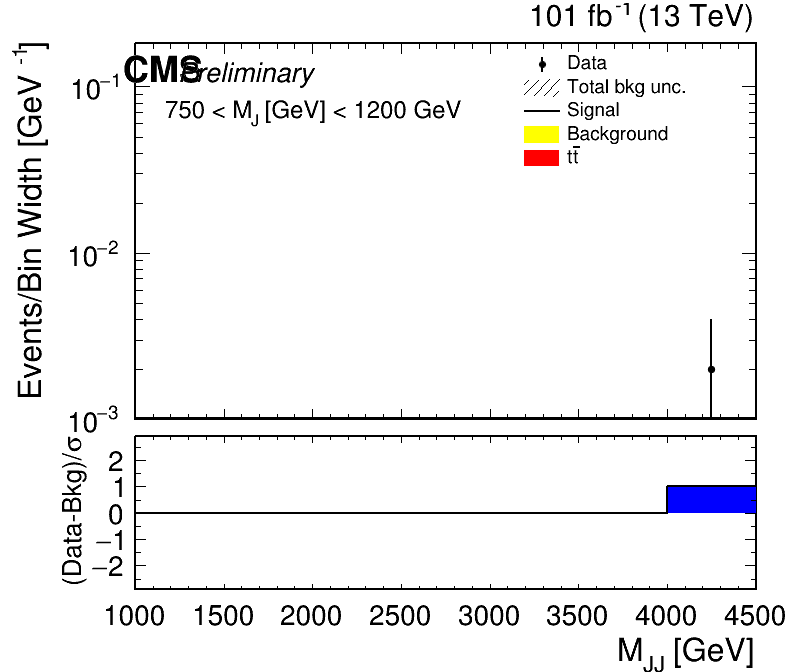 101 fb-1 (13 TeV)
CMS Preliminary
750 < MJ [GeV] < 1200 GeV
Data
Total bkg unc.
Signal
Background
tt̄
Events/Bin Width [GeV-1]
10−1
10−2
10−3
(Data-Bkg)/σ
2
1
0
−1
−2
1000 1500 2000 2500 3000 3500 4000 4500
MJJ [GeV]